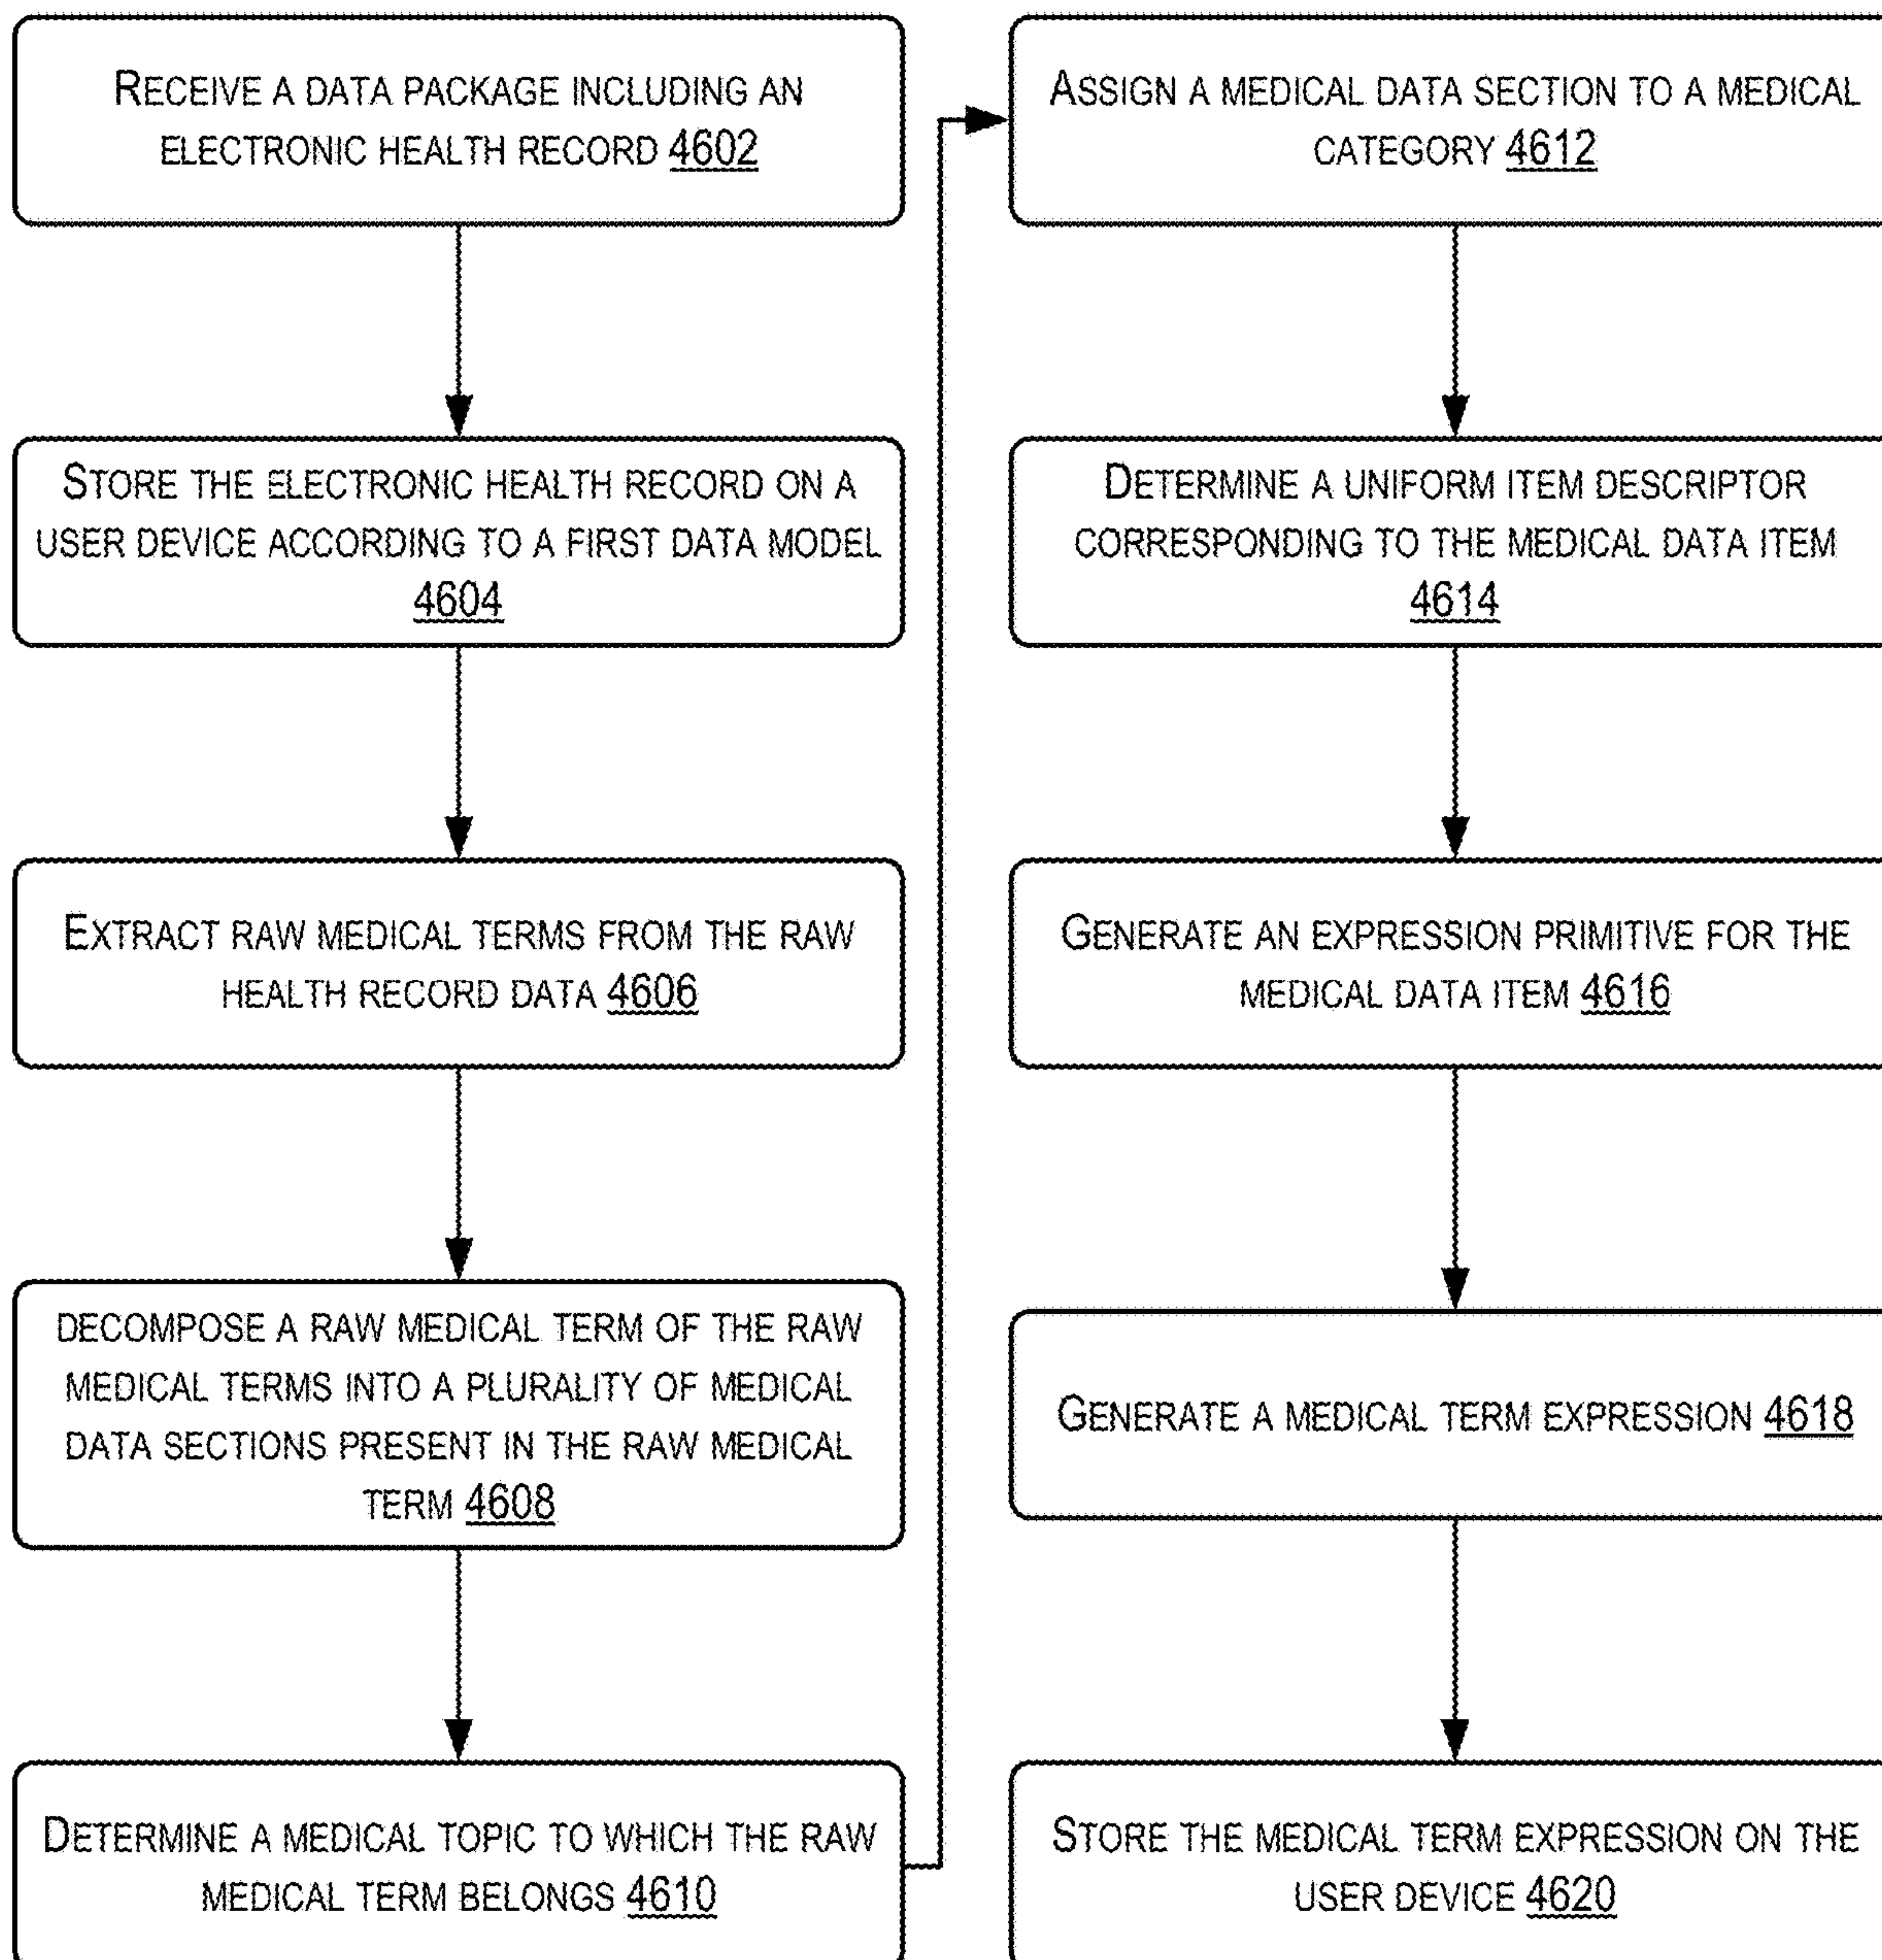 RECEIVE A DATA PACKAGE INCLUDING AN
ELECTRONIC HEALTH RECORD 4602
STORE THE ELECTRONIC HEALTH RECORD ON A
USER DEVICE ACCORDING TO A FIRST DATA MODEL
4604
EXTRACT RAW MEDICAL TERMS FROM THE RAW
HEALTH RECORD DATA 4606
DECOMPOSE A RAW MEDICAL TERM OF THE RAW
MEDICAL TERMS INTO A PLURALITY OF MEDICAL
DATA SECTIONS PRESENT IN THE RAW MEDICAL
TERM 4608
DETERMINE A MEDICAL TOPIC TO WHICH THE RAW
MEDICAL TERM BELONGS 4610
ASSIGN A MEDICAL DATA SECTION TO A MEDICAL
CATEGORY 4612
DETERMINE A UNIFORM ITEM DESCRIPTOR
CORRESPONDING TO THE MEDICAL DATA ITEM
4614
GENERATE AN EXPRESSION PRIMITIVE FOR THE
MEDICAL DATA ITEM 4616
GENERATE A MEDICAL TERM EXPRESSION 4618
STORE THE MEDICAL TERM EXPRESSION ON THE
USER DEVICE 4620